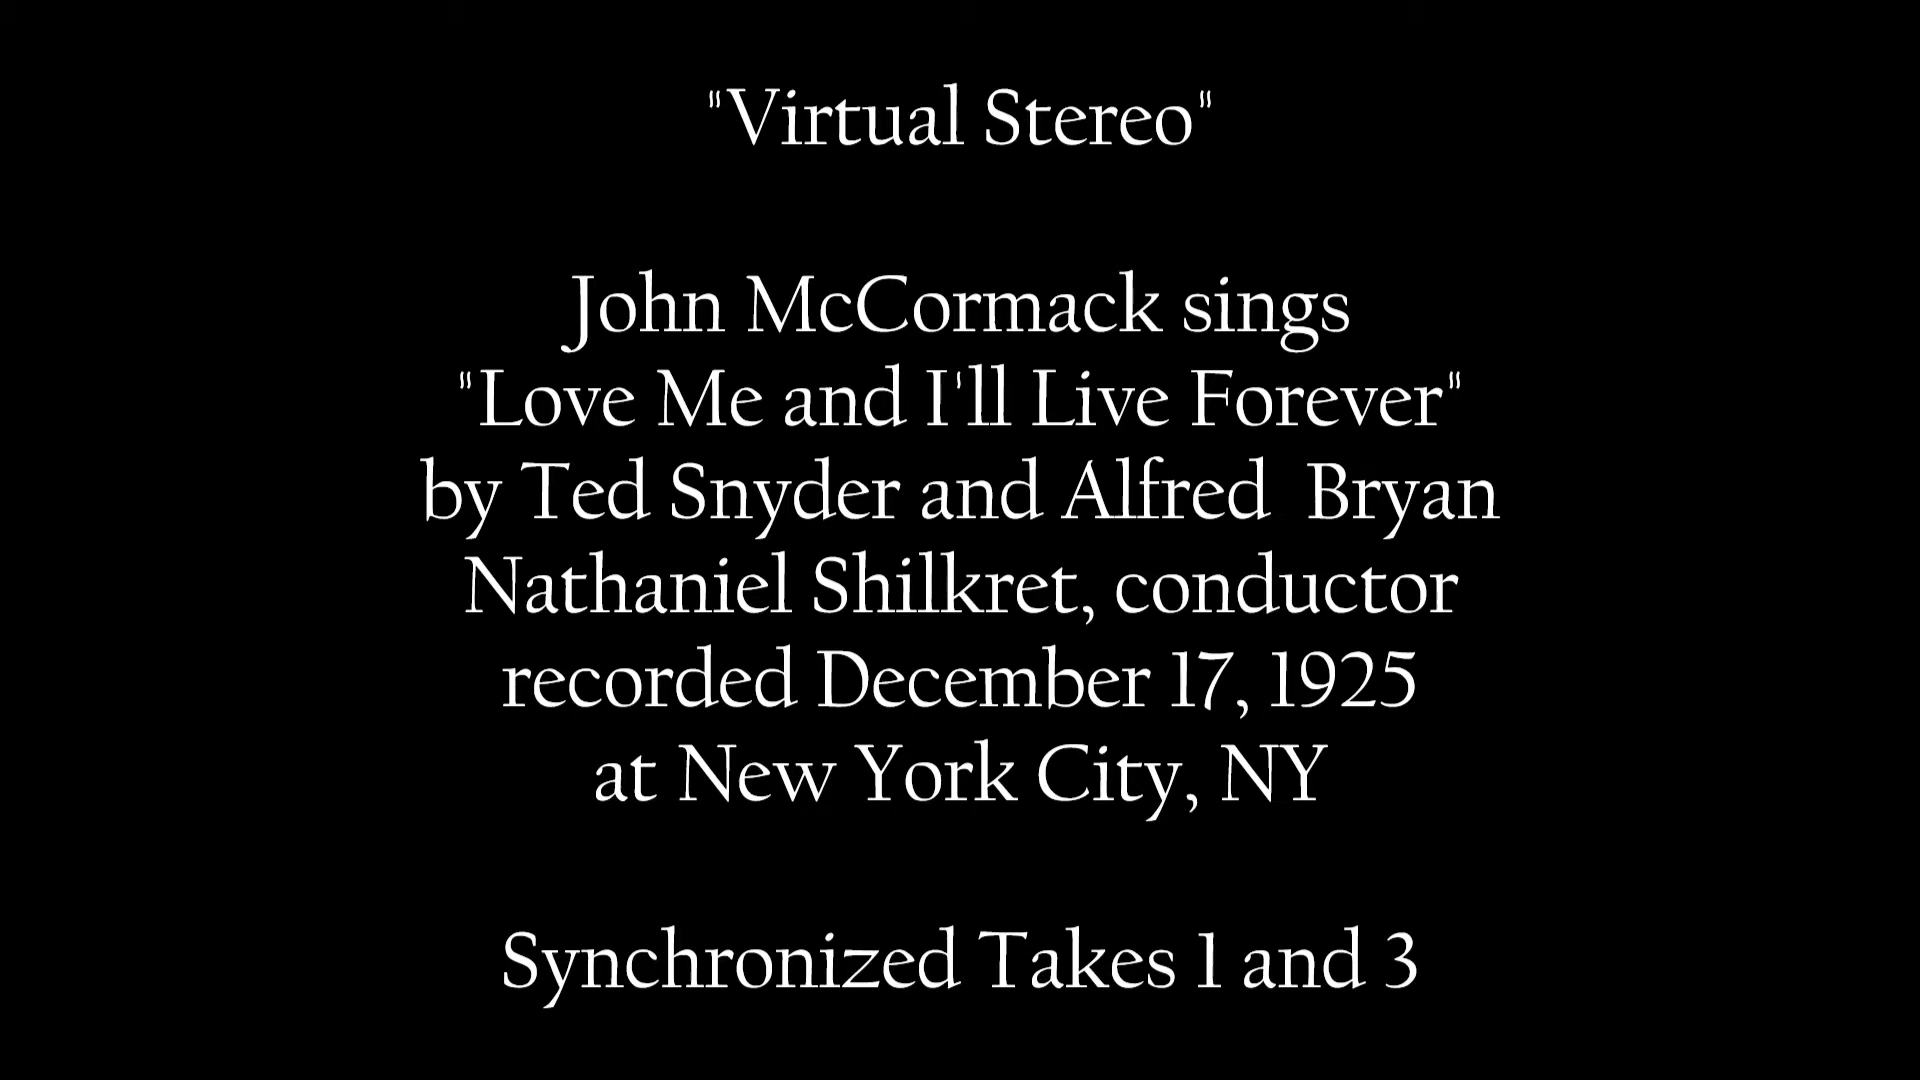 "Virtual Stereo"
John McCormack sings
"Love Me and I'll Live Forever"
by Ted Snyder and Alfred  Bryan
Nathaniel Shilkret, conductor
recorded December 17, 1925
at New York City, NY
Synchronized Takes 1 and 3